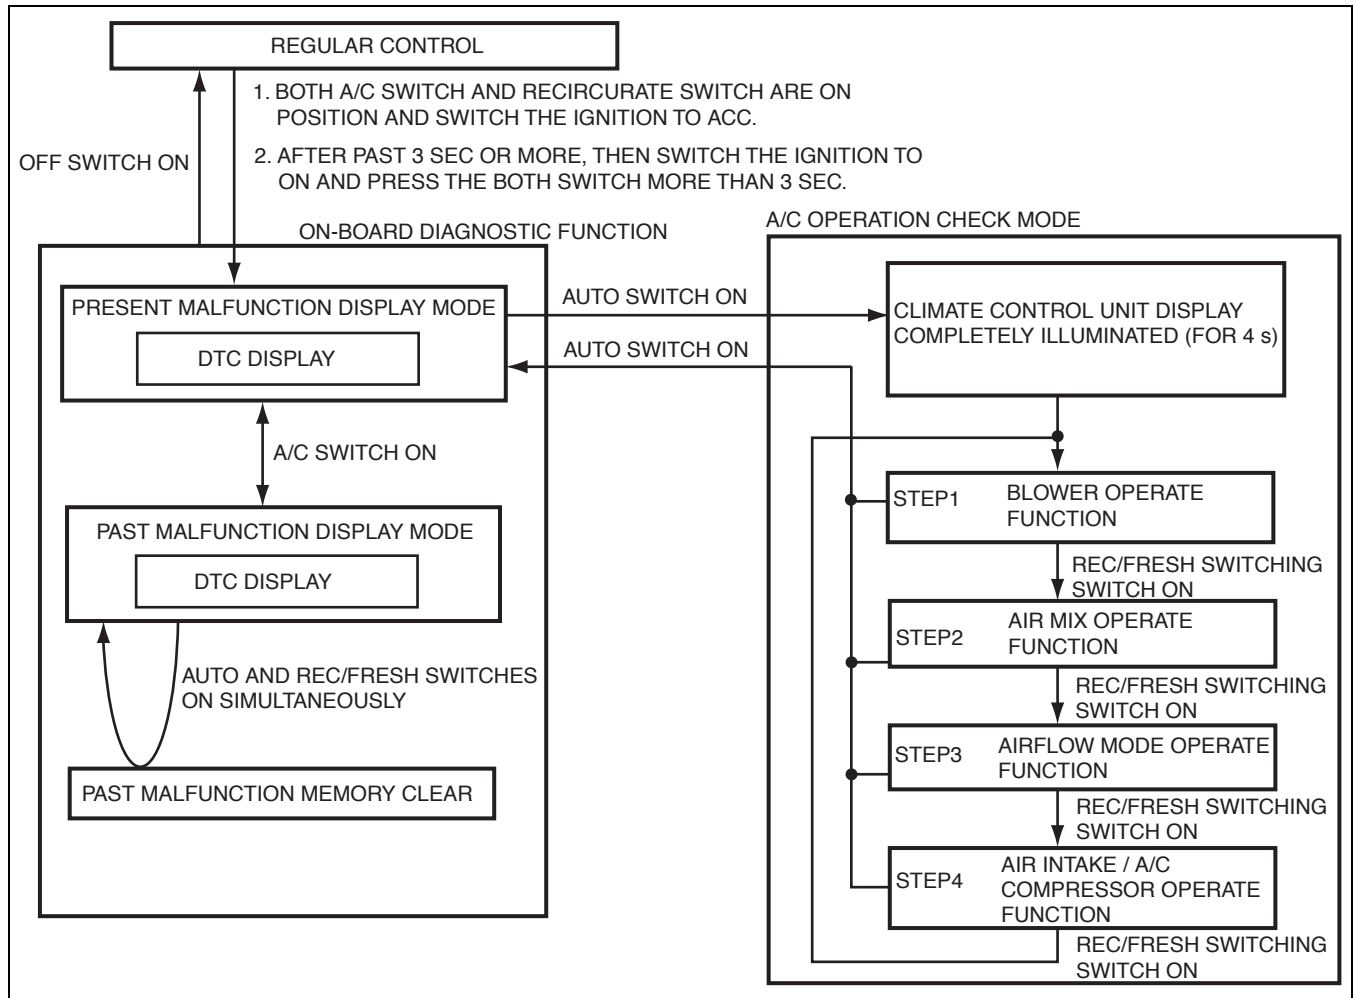 REGULAR CONTROL
1. BOTH A/C SWITCH AND RECIRCURATE SWITCH ARE ON
POSITION AND SWITCH THE IGNITION TO ACC.
OFF SWITCH ON
2. AFTER PAST 3 SEC OR MORE, THEN SWITCH THE IGNITION TO
ON AND PRESS THE BOTH SWITCH MORE THAN 3 SEC.
ON-BOARD DIAGNOSTIC FUNCTION
PRESENT MALFUNCTION DISPLAY MODE
DTC DISPLAY
A/C SWITCH ON
PAST MALFUNCTION DISPLAY MODE
DTC DISPLAY
AUTO AND REC/FRESH SWITCHES
ON SIMULTANEOUSLY
PAST MALFUNCTION MEMORY CLEAR
AUTO SWITCH ON
AUTO SWITCH ON
A/C OPERATION CHECK MODE
CLIMATE CONTROL UNIT DISPLAY
COMPLETELY ILLUMINATED (FOR 4 s)
STEP1 BLOWER OPERATE
FUNCTION
REC/FRESH SWITCHING
SWITCH ON
STEP2 AIR MIX OPERATE
FUNCTION
REC/FRESH SWITCHING
SWITCH ON
STEP3 AIRFLOW MODE OPERATE
FUNCTION
REC/FRESH SWITCHING
SWITCH ON
STEP4 AIR INTAKE / A/C
COMPRESSOR OPERATE
FUNCTION
REC/FRESH SWITCHING
SWITCH ON